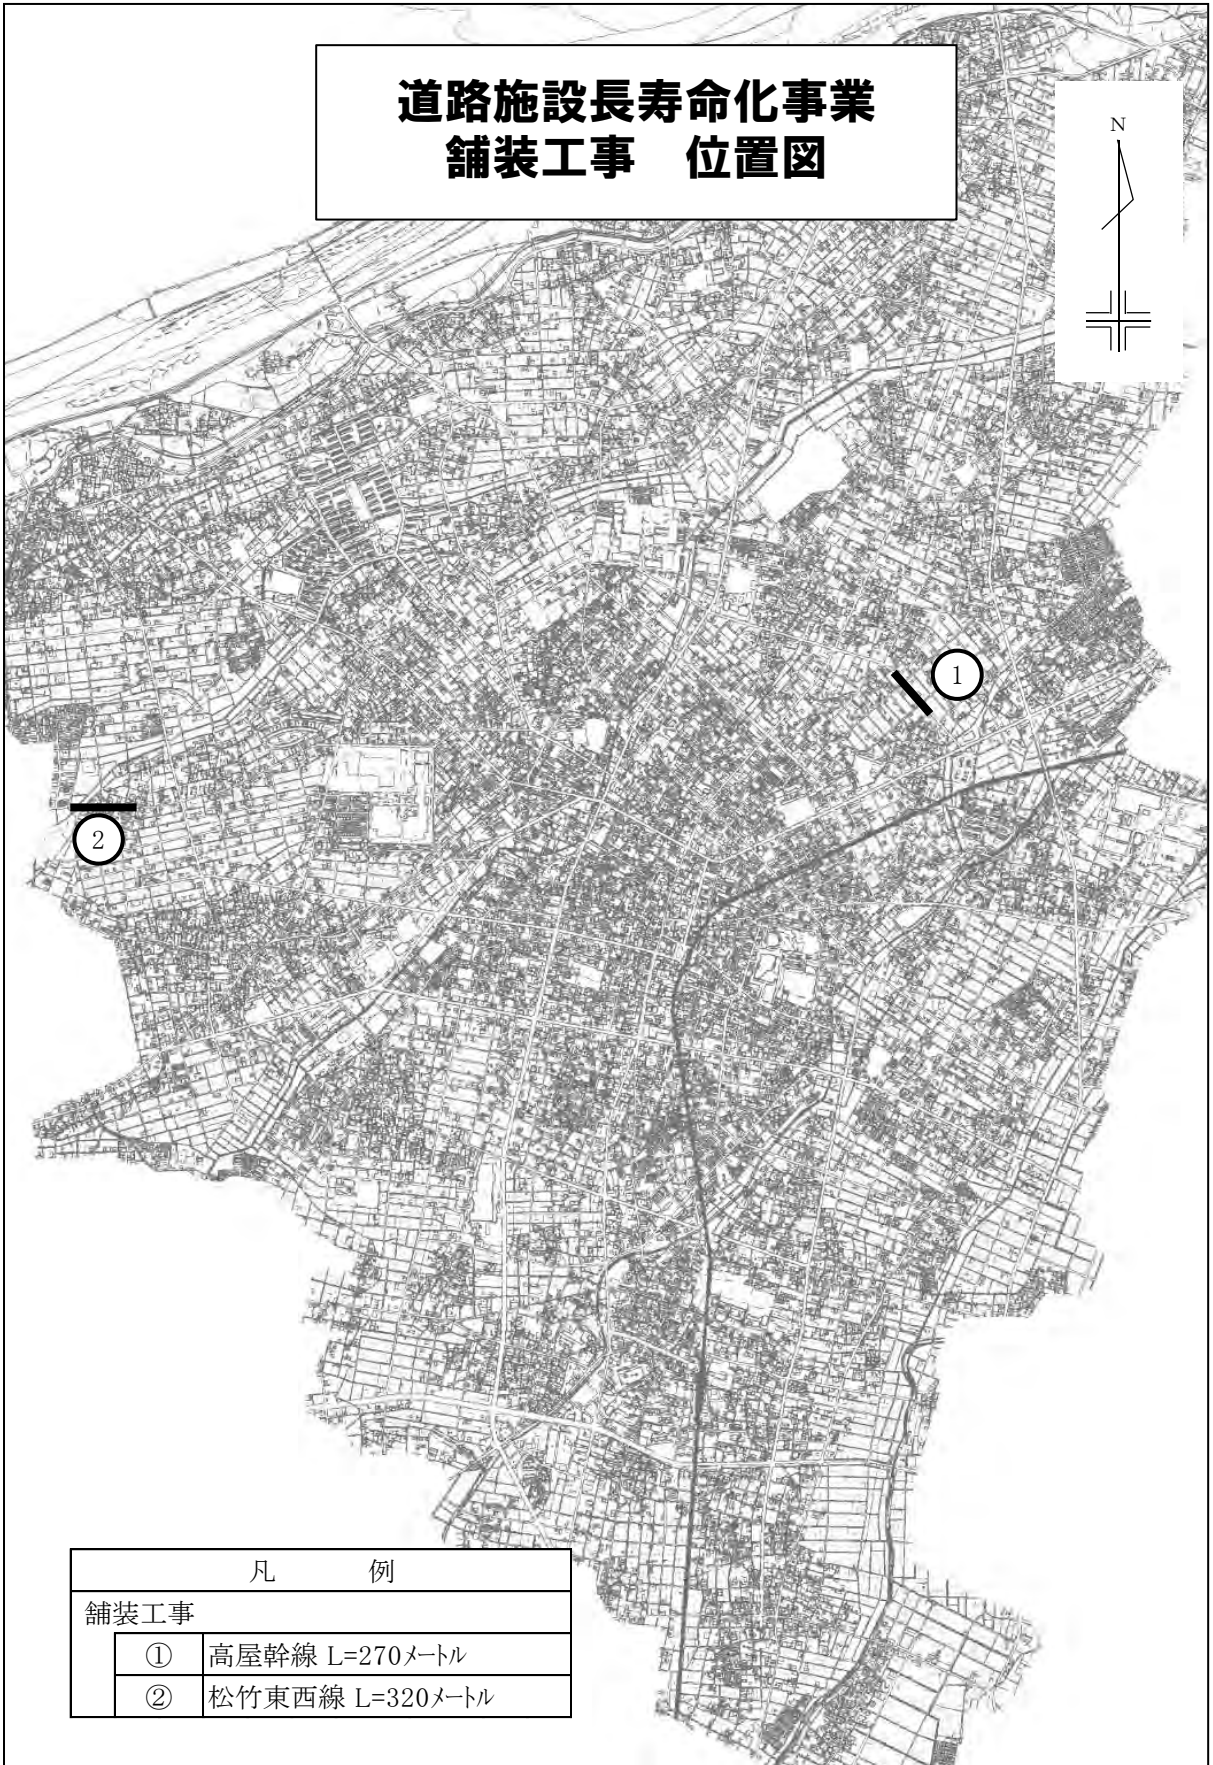 道路施設長寿命化事業
舗装工事　位置図
N
1
2
凡　例
舗装工事
① 高屋幹線 L=270メートル
② 松竹東西線 L=320メートル